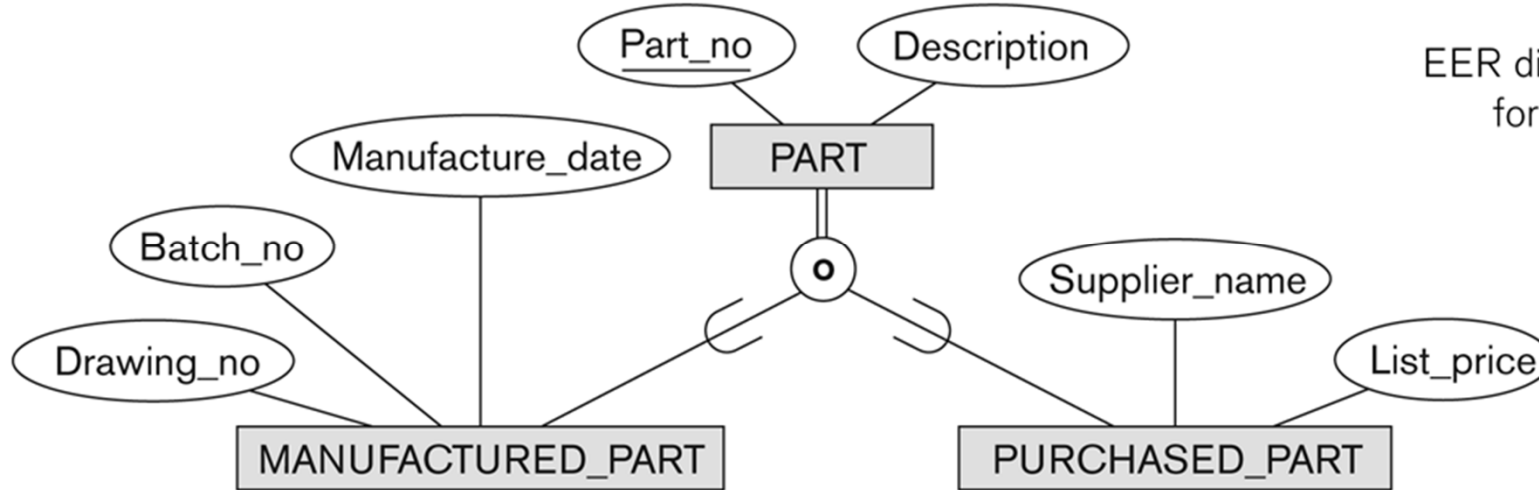 Part_no
Description
EER di
for
Manufacture_date
PART
Batch_no
o
Supplier_name
Drawing_no
List_price
MANUFACTURED_PART
PURCHASED_PART